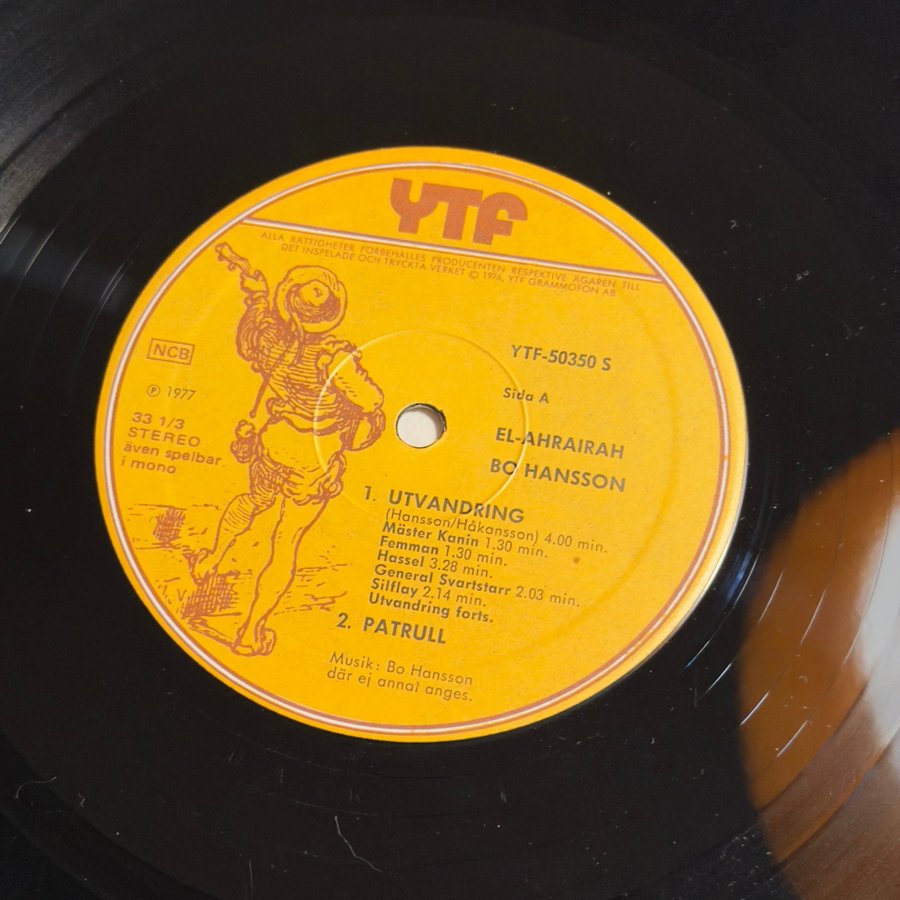 YTF
ALLA RÄTTIGHETER FÖRBEHÅLLES PRODUCENTEN RESPEKTIVE ÄGAREN TILL
DET INSPELADE OCH TRYCKTA VERKET © 1976, YTF GRAMMOFON AB
NCB
℗ 1977
33 1/3
STEREO
även spelbar
i mono
YTF-50350 S
Sida A
EL-AHRAIRAH
BO HANSSON
1. UTVANDRING
(Hansson/Håkansson) 4.00 min.
Mäster Kanin 1.30 min.
Femman 1.30 min.
Hassel 3.28 min.
General Svartstarr 2.03 min.
Silflay 2.14 min.
Utvandring forts.
2. PATRULL
Musik: Bo Hansson
där ej annat anges.